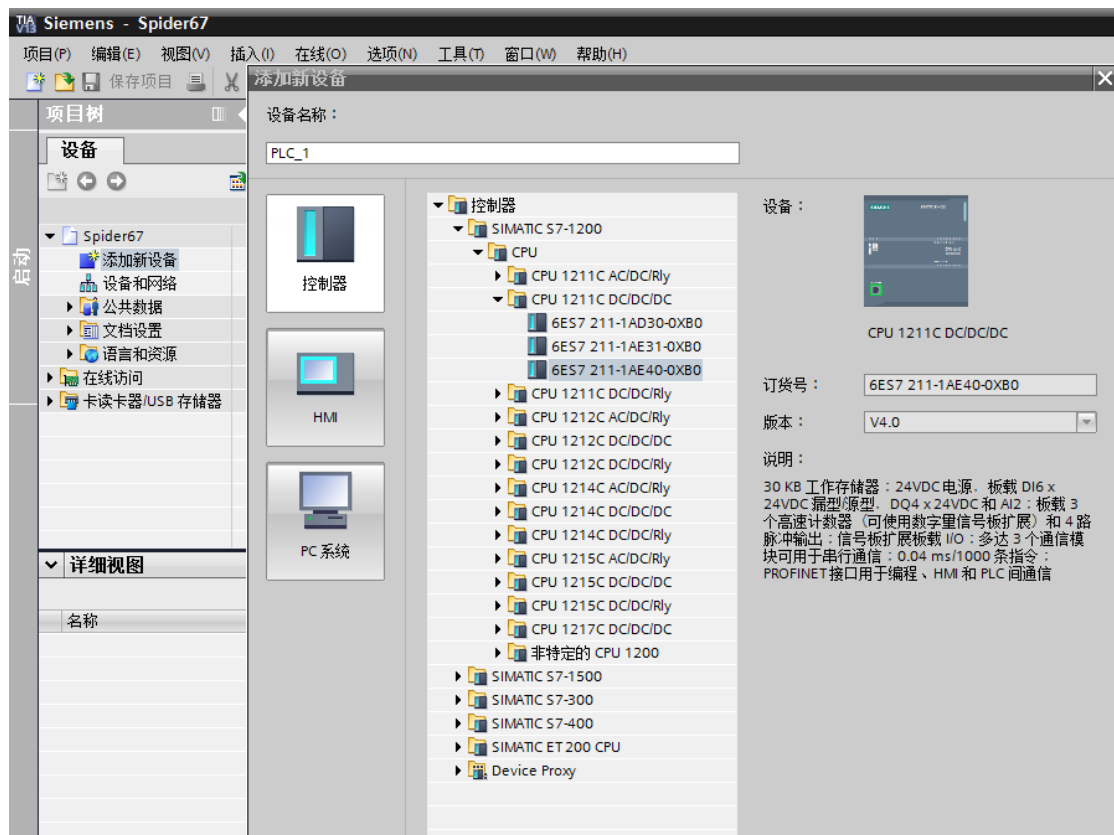 TIA V13 Siemens - Spider67
项目(P) 编辑(E) 视图(V) 插入(I) 在线(O) 选项(N) 工具(T) 窗口(W) 帮助(H)
保存项目
添加新设备
项目树
设备
启动
Spider67
添加新设备
设备和网络
公共数据
文档设置
语言和资源
在线访问
卡读卡器/USB 存储器
详细视图
名称
设备名称：
PLC_1
控制器
HMI
PC 系统
控制器
SIMATIC S7-1200
CPU
CPU 1211C AC/DC/Rly
CPU 1211C DC/DC/DC
6ES7 211-1AD30-0XB0
6ES7 211-1AE31-0XB0
6ES7 211-1AE40-0XB0
CPU 1211C DC/DC/Rly
CPU 1212C AC/DC/Rly
CPU 1212C DC/DC/DC
CPU 1212C DC/DC/Rly
CPU 1214C AC/DC/Rly
CPU 1214C DC/DC/DC
CPU 1214C DC/DC/Rly
CPU 1215C AC/DC/Rly
CPU 1215C DC/DC/DC
CPU 1215C DC/DC/Rly
CPU 1217C DC/DC/DC
非特定的 CPU 1200
SIMATIC S7-1500
SIMATIC S7-300
SIMATIC S7-400
SIMATIC ET 200 CPU
Device Proxy
设备：
SIEMENS
CPU 1211C DC/DC/DC
订货号：
6ES7 211-1AE40-0XB0
版本：
V4.0
说明：
30 KB 工作存储器：24VDC 电源．板载 DI6 x
24VDC 漏型/源型．DQ4 x 24VDC 和 AI2：板载 3
个高速计数器（可使用数字量信号板扩展）和 4 路
脉冲输出：信号板扩展板载 I/O：多达 3 个通信模
块可用于串行通信：0.04 ms/1000 条指令：
PROFINET 接口用于编程、HMI 和 PLC 间通信